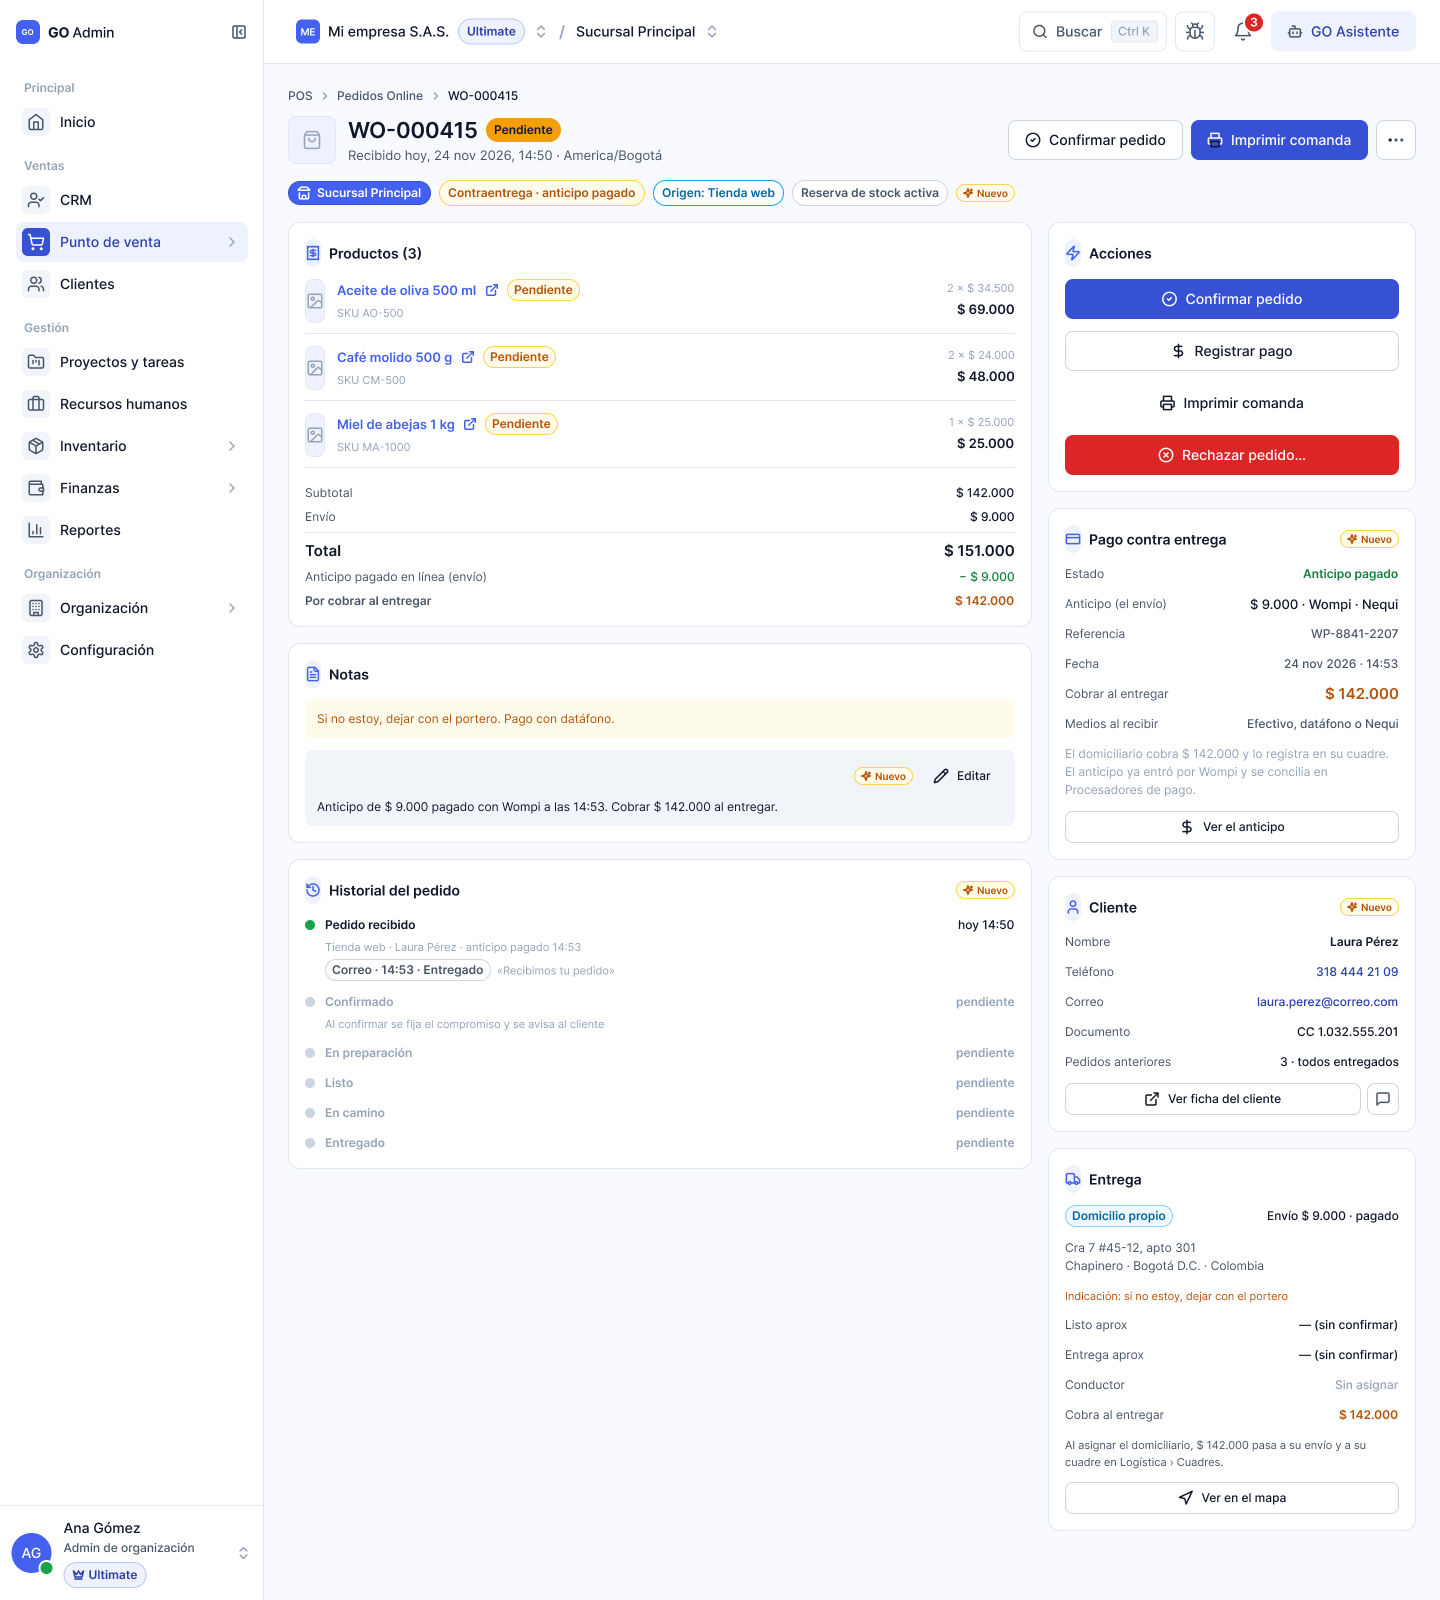 GO
GO Admin
Principal
Inicio
Ventas
CRM
Punto de venta
Clientes
Gestión
Proyectos y tareas
Recursos humanos
Inventario
Finanzas
Reportes
Organización
Organización
Configuración
AG
Ana Gómez
Admin de organización
Ultimate
ME
Mi empresa S.A.S.
Ultimate
/
Sucursal Principal
Buscar
Ctrl K
3
GO Asistente
POS
Pedidos Online
WO-000415
WO-000415
Pendiente
Recibido hoy, 24 nov 2026, 14:50 · America/Bogotá
Confirmar pedido
Imprimir comanda
Sucursal Principal
Contraentrega · anticipo pagado
Origen: Tienda web
Reserva de stock activa
Nuevo
Productos (3)
Aceite de oliva 500 ml
Pendiente
2 × $ 34.500
SKU AO-500
$ 69.000
Café molido 500 g
Pendiente
2 × $ 24.000
SKU CM-500
$ 48.000
Miel de abejas 1 kg
Pendiente
1 × $ 25.000
SKU MA-1000
$ 25.000
Subtotal
$ 142.000
Envío
$ 9.000
Total
$ 151.000
Anticipo pagado en línea (envío)
− $ 9.000
Por cobrar al entregar
$ 142.000
Notas
Si no estoy, dejar con el portero. Pago con datáfono.
Nuevo
Editar
Anticipo de $ 9.000 pagado con Wompi a las 14:53. Cobrar $ 142.000 al entregar.
Historial del pedido
Nuevo
Pedido recibido
hoy 14:50
Tienda web · Laura Pérez · anticipo pagado 14:53
Correo · 14:53 · Entregado
«Recibimos tu pedido»
Confirmado
pendiente
Al confirmar se fija el compromiso y se avisa al cliente
En preparación
pendiente
Listo
pendiente
En camino
pendiente
Entregado
pendiente
Acciones
Confirmar pedido
Registrar pago
Imprimir comanda
Rechazar pedido...
Pago contra entrega
Nuevo
Estado
Anticipo pagado
Anticipo (el envío)
$ 9.000 · Wompi · Nequi
Referencia
WP-8841-2207
Fecha
24 nov 2026 · 14:53
Cobrar al entregar
$ 142.000
Medios al recibir
Efectivo, datáfono o Nequi
El domiciliario cobra $ 142.000 y lo registra en su cuadre.
El anticipo ya entró por Wompi y se concilia en
Procesadores de pago.
Ver el anticipo
Cliente
Nuevo
Nombre
Laura Pérez
Teléfono
318 444 21 09
Correo
laura.perez@correo.com
Documento
CC 1.032.555.201
Pedidos anteriores
3 · todos entregados
Ver ficha del cliente
Entrega
Domicilio propio
Envío $ 9.000 · pagado
Cra 7 #45-12, apto 301
Chapinero · Bogotá D.C. · Colombia
Indicación: si no estoy, dejar con el portero
Listo aprox
— (sin confirmar)
Entrega aprox
— (sin confirmar)
Conductor
Sin asignar
Cobra al entregar
$ 142.000
Al asignar el domiciliario, $ 142.000 pasa a su envío y a su
cuadre en Logística › Cuadres.
Ver en el mapa